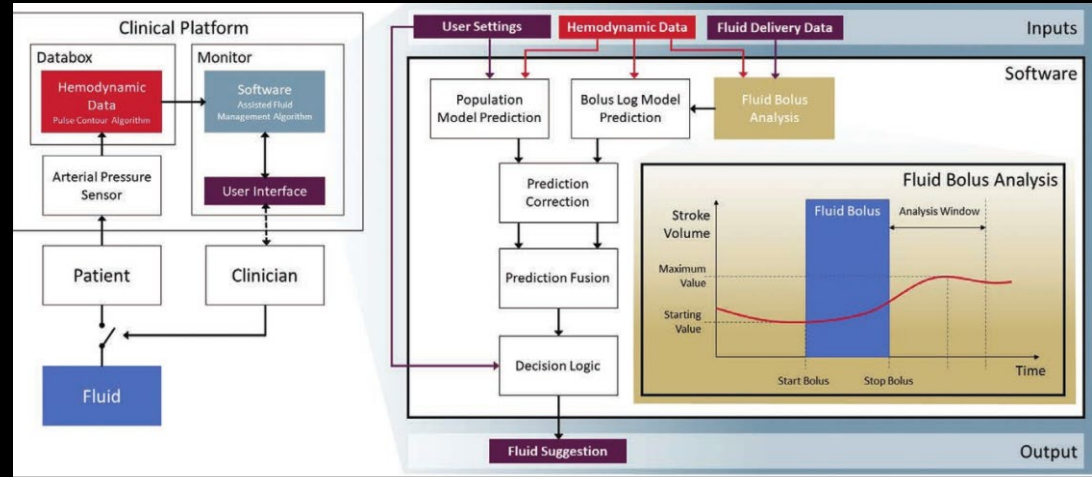 Clinical Platform
Databox
Hemodynamic
Data
Pulse Contour Algorithm
Monitor
Software
Assisted Fluid
Management Algorithm
Arterial Pressure
Sensor
User Interface
Patient
Clinician
Fluid
User Settings
Hemodynamic Data
Fluid Delivery Data
Inputs
Software
Population
Model Prediction
Bolus Log Model
Prediction
Fluid Bolus
Analysis
Prediction
Correction
Prediction Fusion
Decision Logic
Fluid Bolus Analysis
Stroke
Volume
Fluid Bolus
Analysis Window
Maximum
Value
Starting
Value
Start Bolus
Stop Bolus
Time
Fluid Suggestion
Output